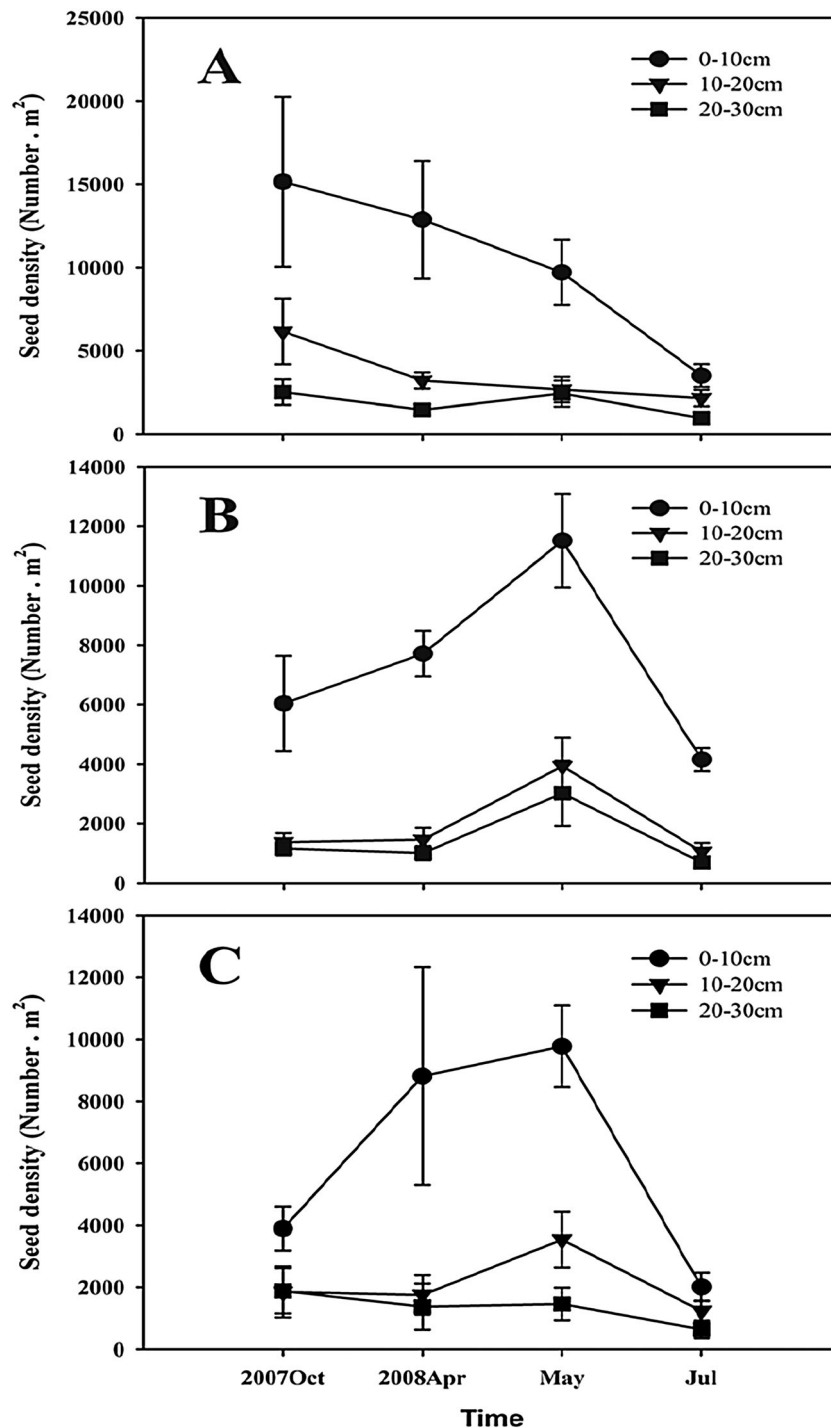 25000
20000
15000
10000
5000
0
Seed density (Number . m²)
A
0-10cm
10-20cm
20-30cm
14000
12000
10000
8000
6000
4000
2000
0
Seed density (Number . m²)
B
0-10cm
10-20cm
20-30cm
14000
12000
10000
8000
6000
4000
2000
0
Seed density (Number . m²)
C
0-10cm
10-20cm
20-30cm
2007Oct 2008Apr May Jul
Time